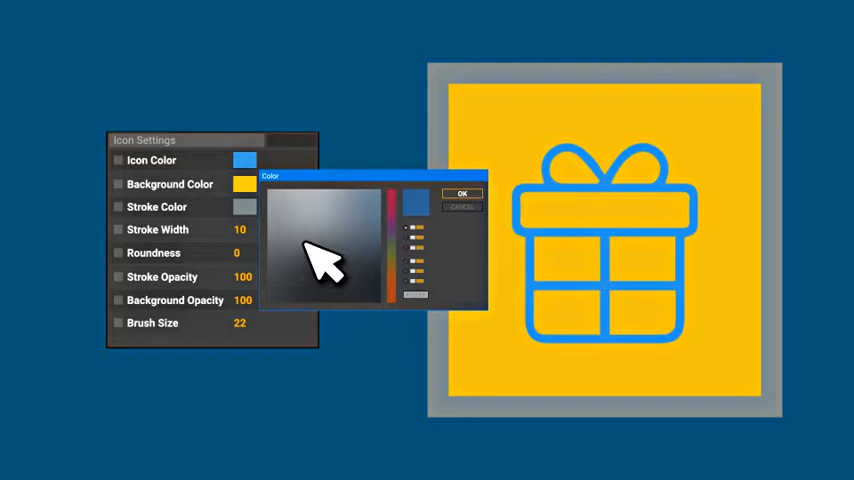 Icon Settings
Icon Color
Background Color
Stroke Color
Stroke Width 10
Roundness 0
Stroke Opacity 100
Background Opacity 100
Brush Size 22
Color
OK
CANCEL